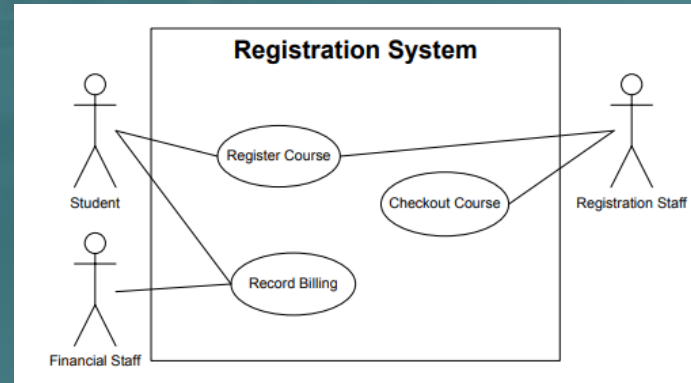 Registration System
Register Course
Student
Checkout Course
Registration Staff
Record Billing
Financial Staff